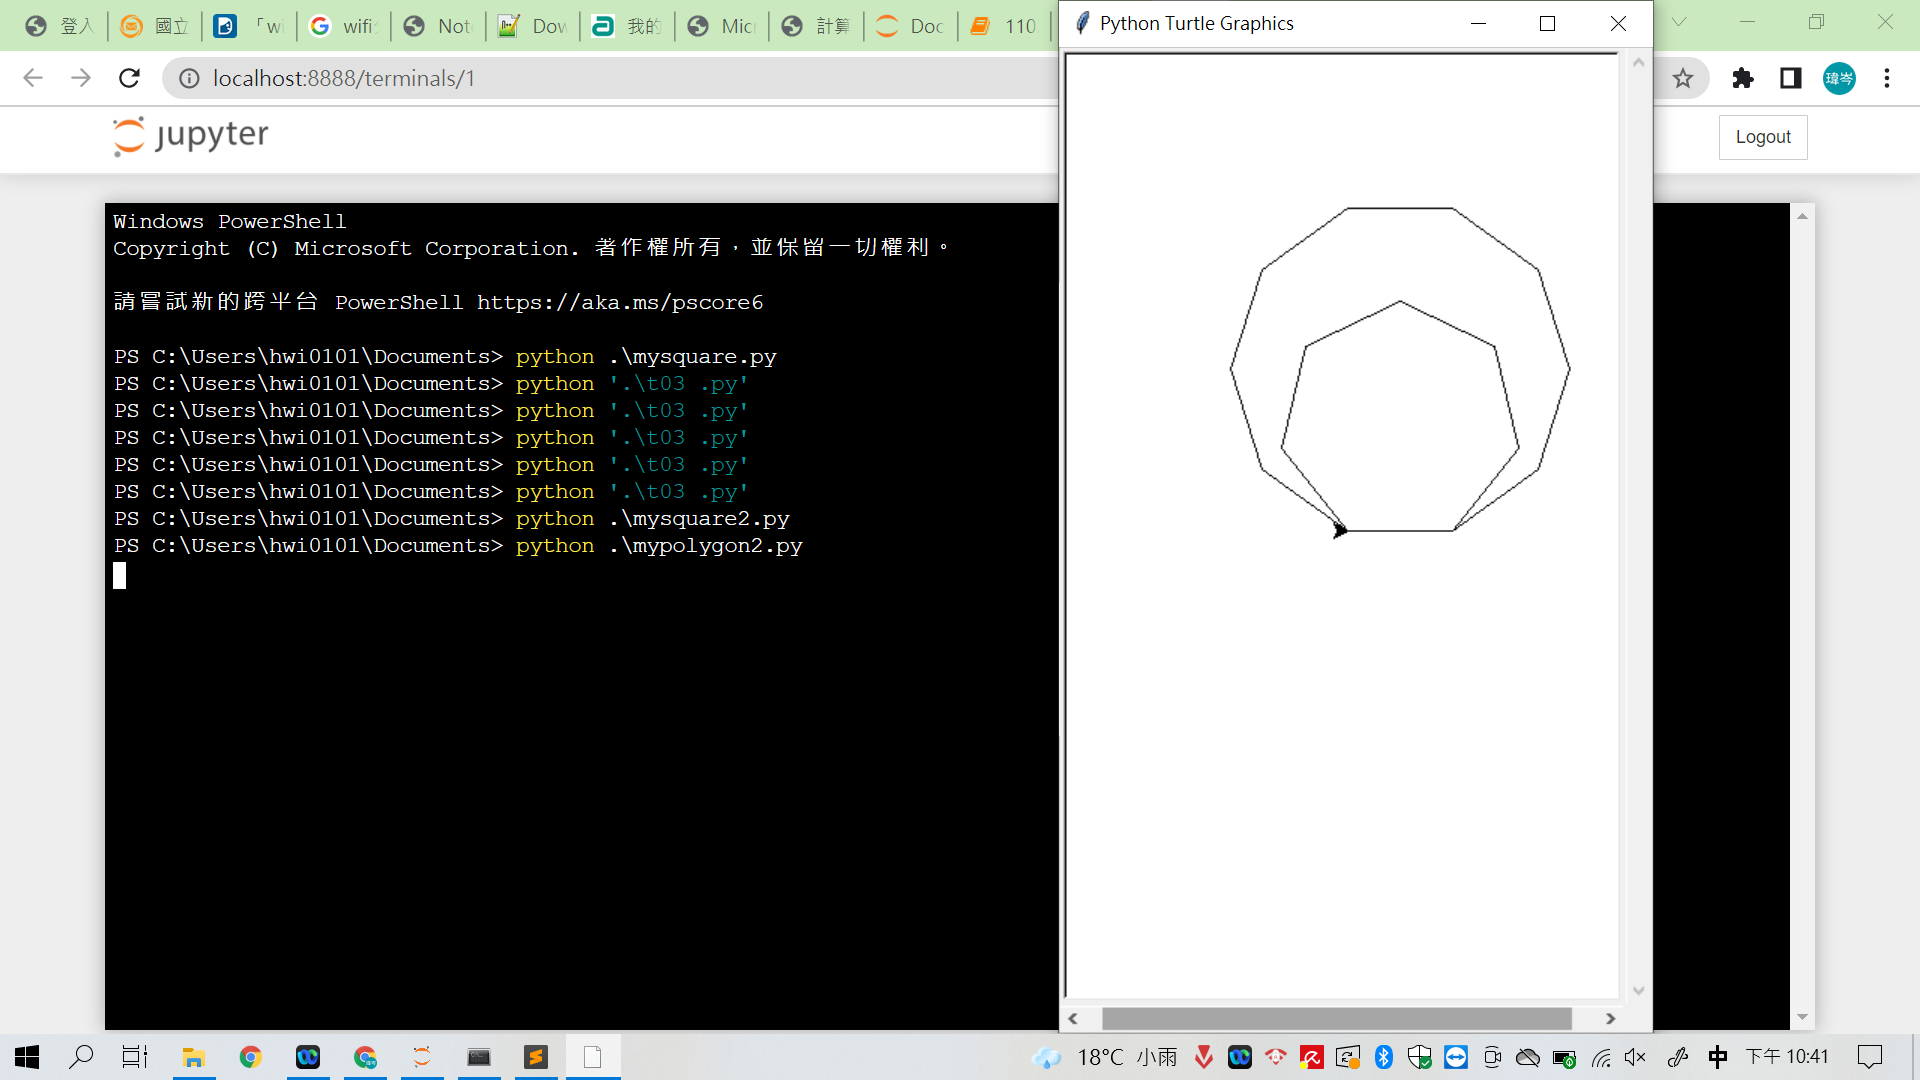 登入 國立 「wi wifi Not Dow 我的 Micr 計算 Doc 110
Python Turtle Graphics
localhost:8888/terminals/1
瑋岑
jupyter
Logout
Windows PowerShell
Copyright (C) Microsoft Corporation. 著作權所有，並保留一切權利。
請嘗試新的跨平台 PowerShell https://aka.ms/pscore6
PS C:\Users\hwi0101\Documents> python .\mysquare.py
PS C:\Users\hwi0101\Documents> python '.\t03 .py'
PS C:\Users\hwi0101\Documents> python '.\t03 .py'
PS C:\Users\hwi0101\Documents> python '.\t03 .py'
PS C:\Users\hwi0101\Documents> python '.\t03 .py'
PS C:\Users\hwi0101\Documents> python '.\t03 .py'
PS C:\Users\hwi0101\Documents> python .\mysquare2.py
PS C:\Users\hwi0101\Documents> python .\mypolygon2.py
18°C 小雨 中 下午 10:41